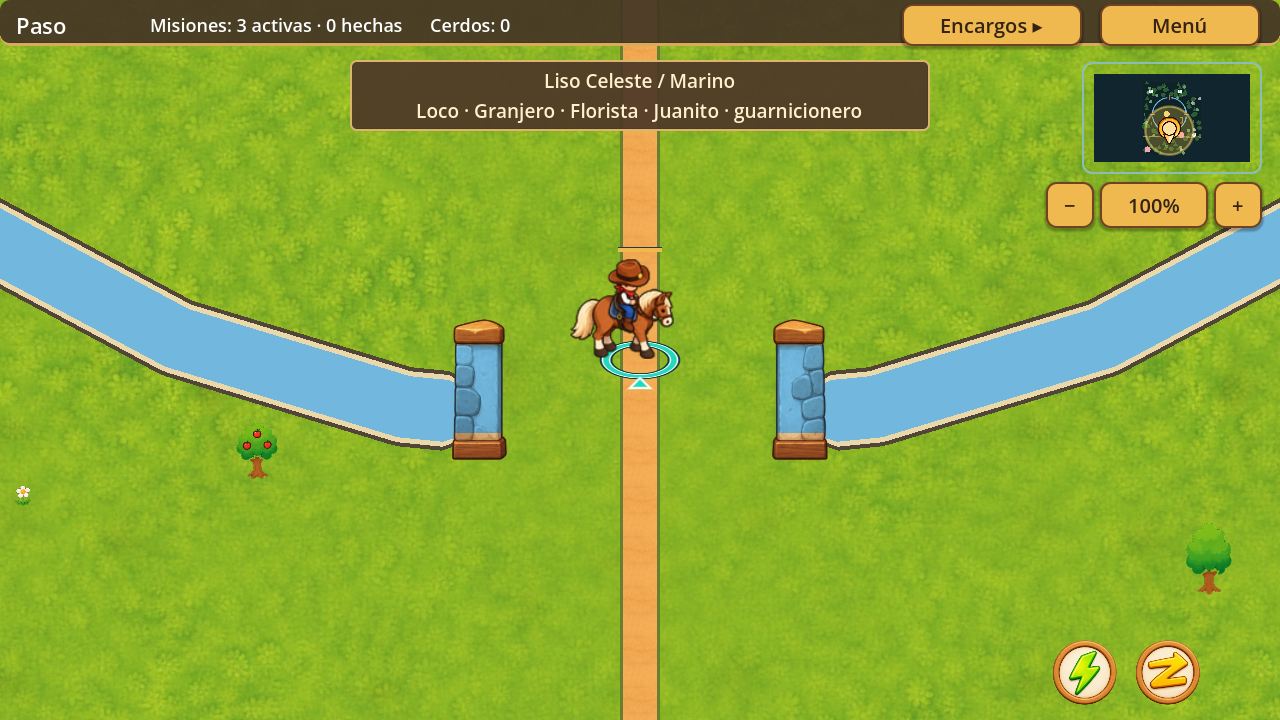 Paso
Misiones: 3 activas · 0 hechas
Cerdos: 0
Encargos ▸
Menú
Liso Celeste / Marino
Loco · Granjero · Florista · Juanito · guarnicionero
−
100%
+